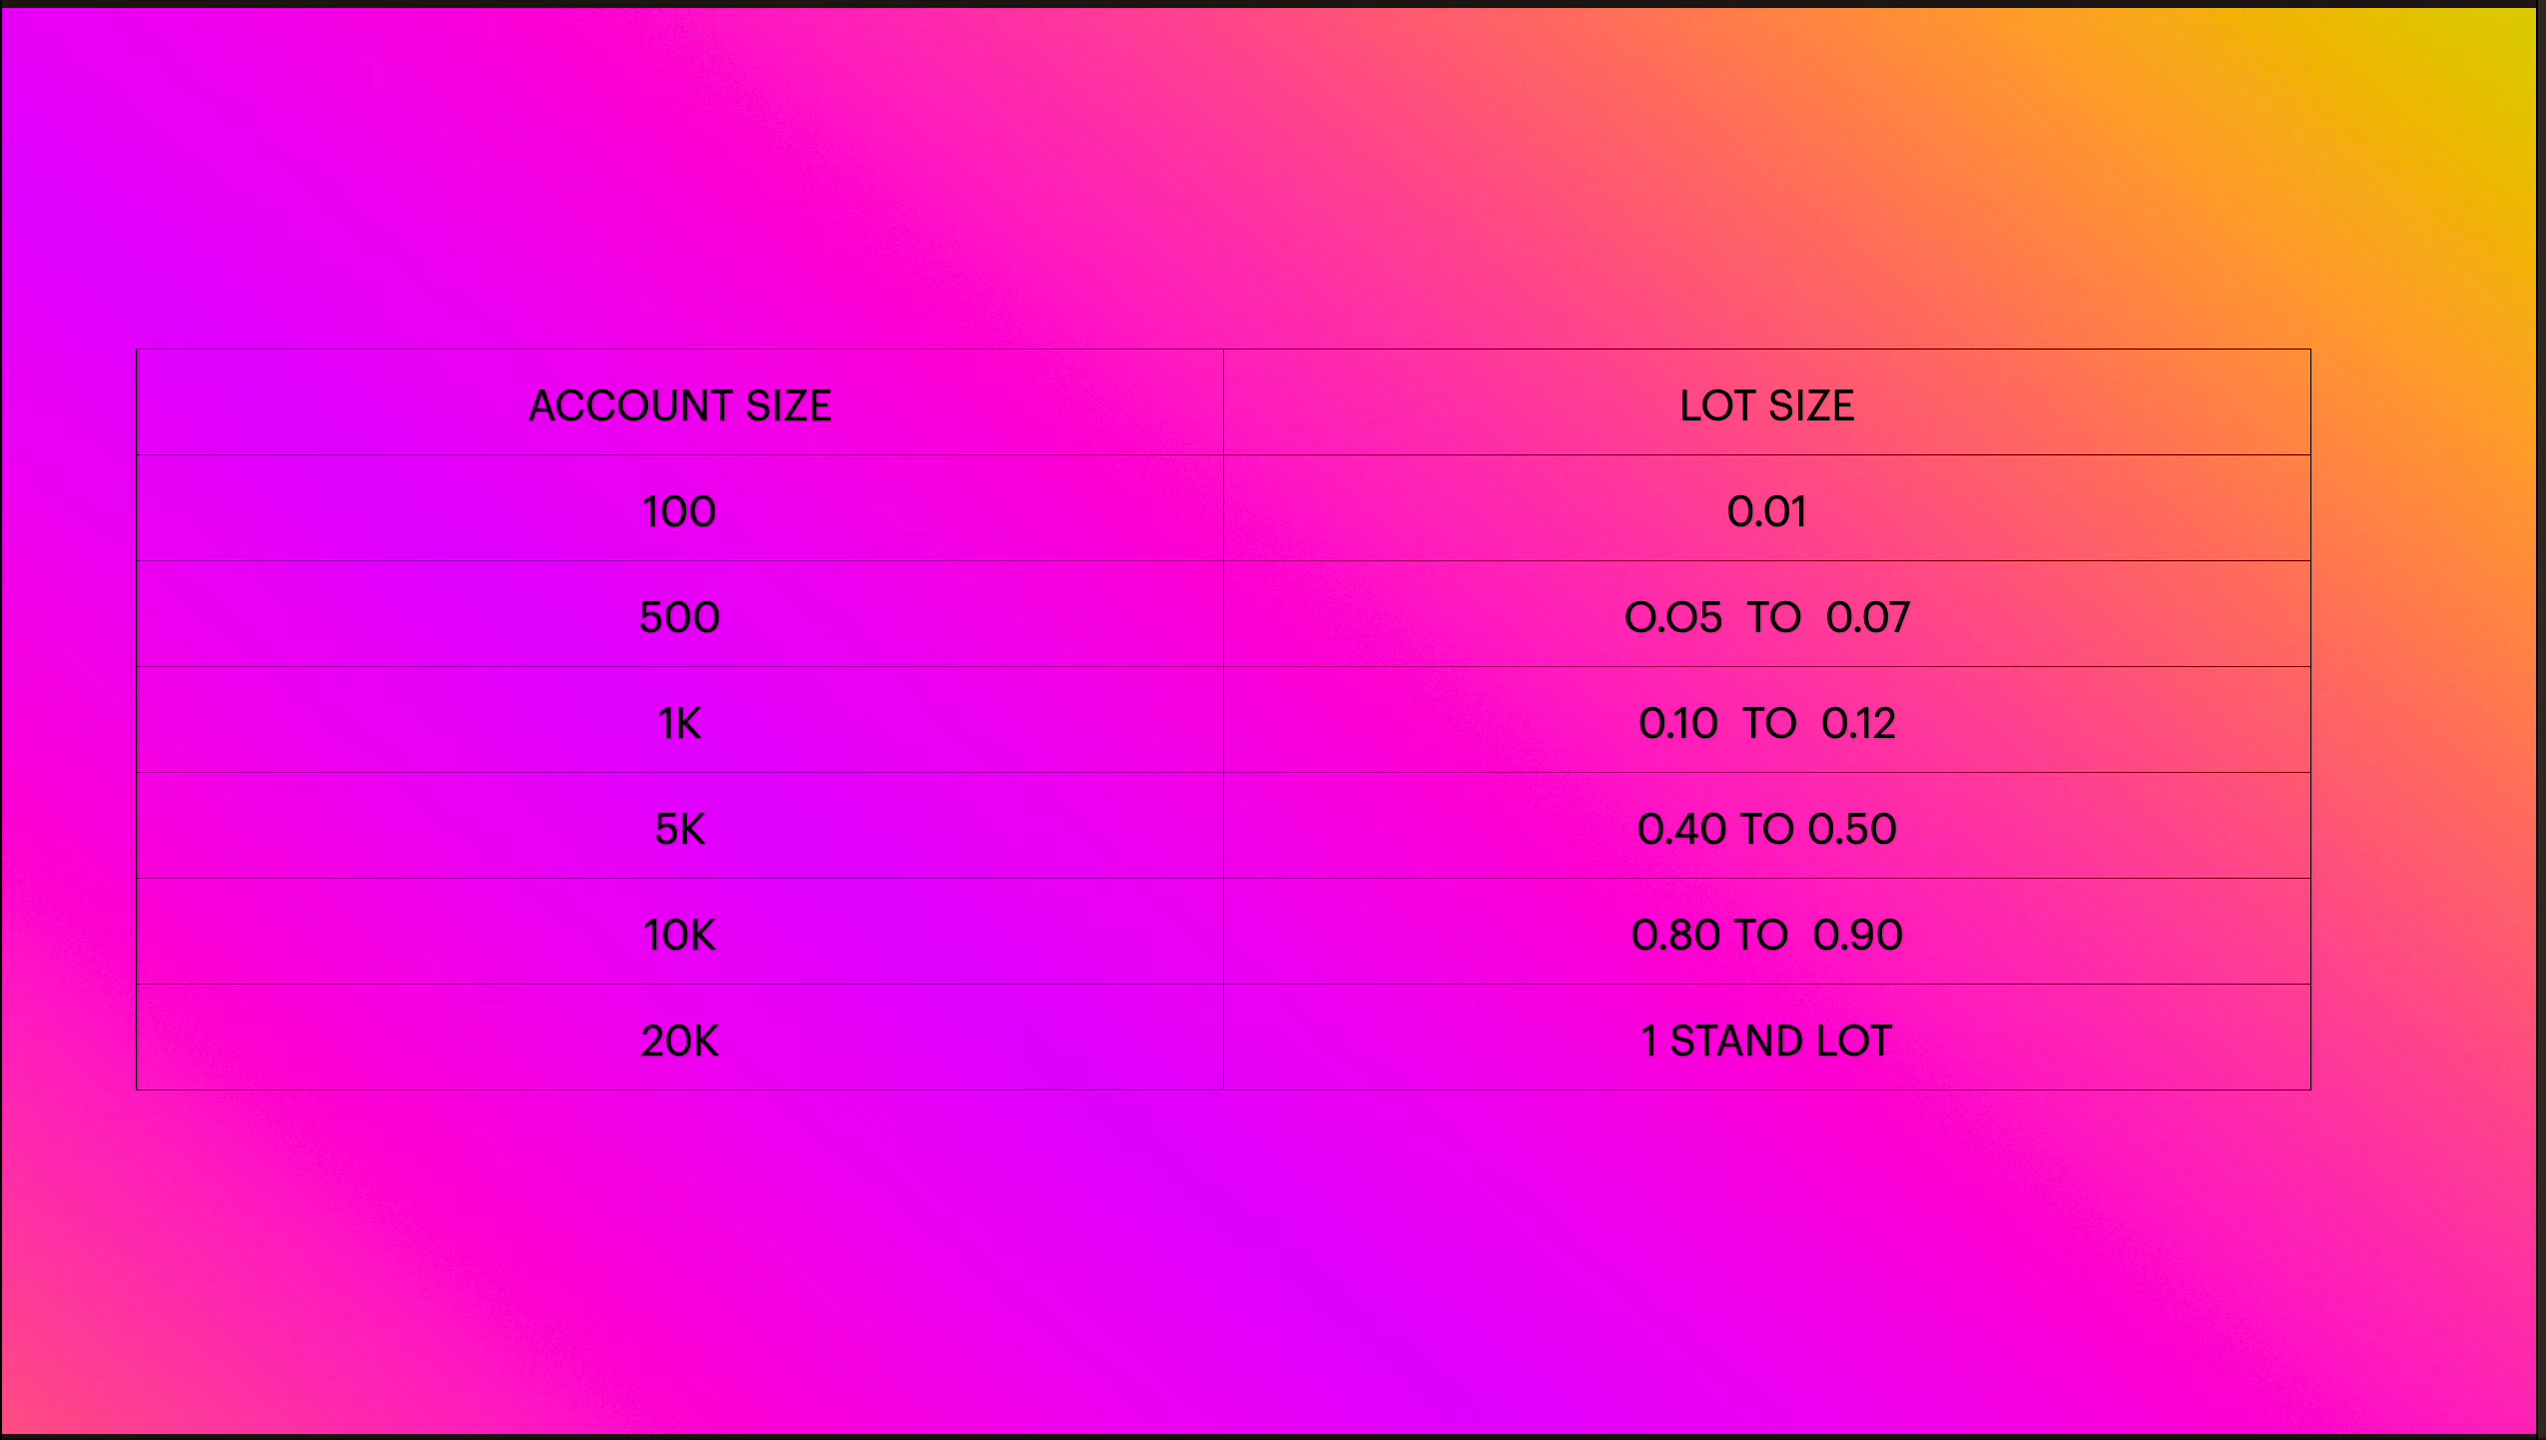 ACCOUNT SIZE LOT SIZE
100 0.01
500 O.O5 TO 0.07
1K 0.10 TO 0.12
5K 0.40 TO 0.50
10K 0.80 TO 0.90
20K 1 STAND LOT